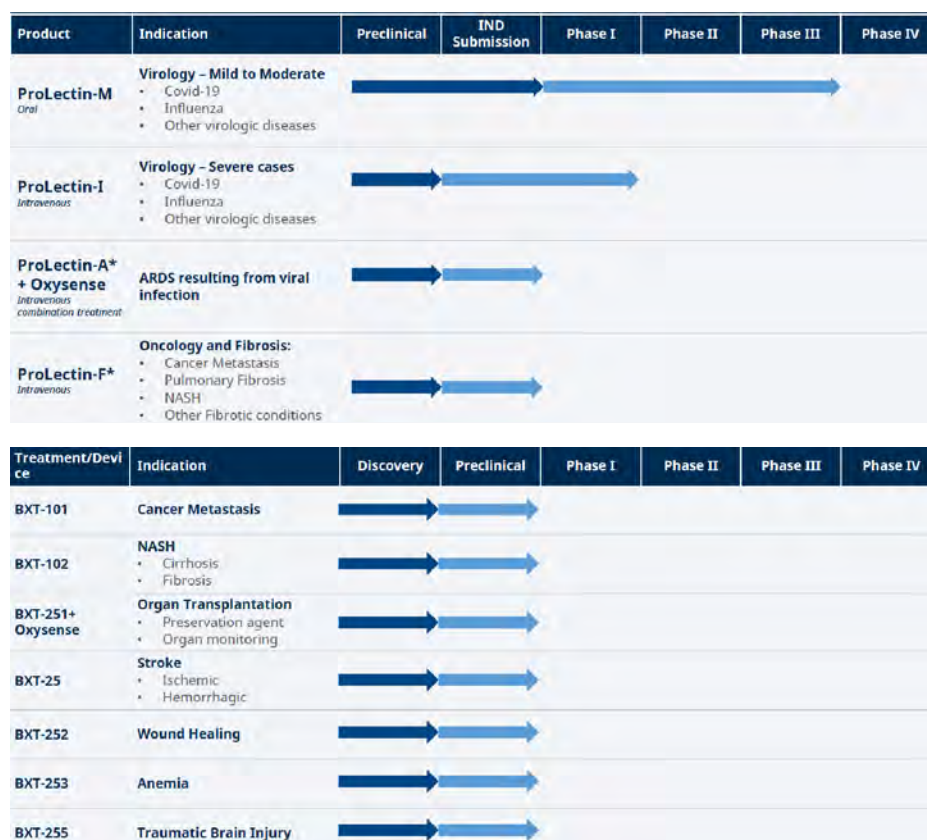 Product
Indication
Preclinical
IND
Submission
Phase I
Phase II
Phase III
Phase IV
ProLectin-M
Oral
Virology – Mild to Moderate
• Covid-19
• Influenza
• Other virologic diseases
ProLectin-I
Intravenous
Virology – Severe cases
• Covid-19
• Influenza
• Other virologic diseases
ProLectin-A*
+ Oxysense
Intravenous
combination treatment
ARDS resulting from viral
infection
ProLectin-F*
Intravenous
Oncology and Fibrosis:
• Cancer Metastasis
• Pulmonary Fibrosis
• NASH
• Other Fibrotic conditions
Treatment/Devi
ce
Indication
Discovery
Preclinical
Phase I
Phase II
Phase III
Phase IV
BXT-101
Cancer Metastasis
BXT-102
NASH
• Cirrhosis
• Fibrosis
BXT-251+
Oxysense
Organ Transplantation
• Preservation agent
• Organ monitoring
BXT-25
Stroke
• Ischemic
• Hemorrhagic
BXT-252
Wound Healing
BXT-253
Anemia
BXT-255
Traumatic Brain Injury